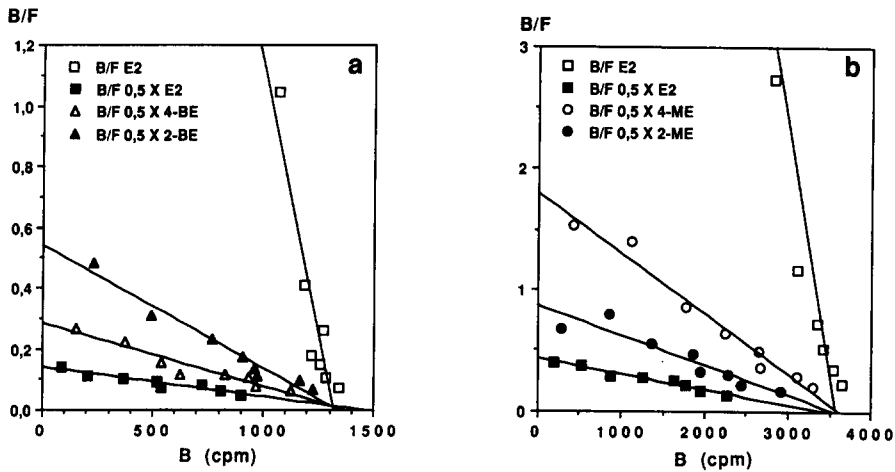 B/F
1,2
1,0
0,8
0,6
0,4
0,2
0,0
a
B/F E2
B/F 0,5 X E2
B/F 0,5 X 4-BE
B/F 0,5 X 2-BE
0 500 1000 1500
B (cpm)
B/F
3
2
1
0
b
B/F E2
B/F 0,5 X E2
B/F 0,5 X 4-ME
B/F 0,5 X 2-ME
0 1000 2000 3000 4000
B (cpm)